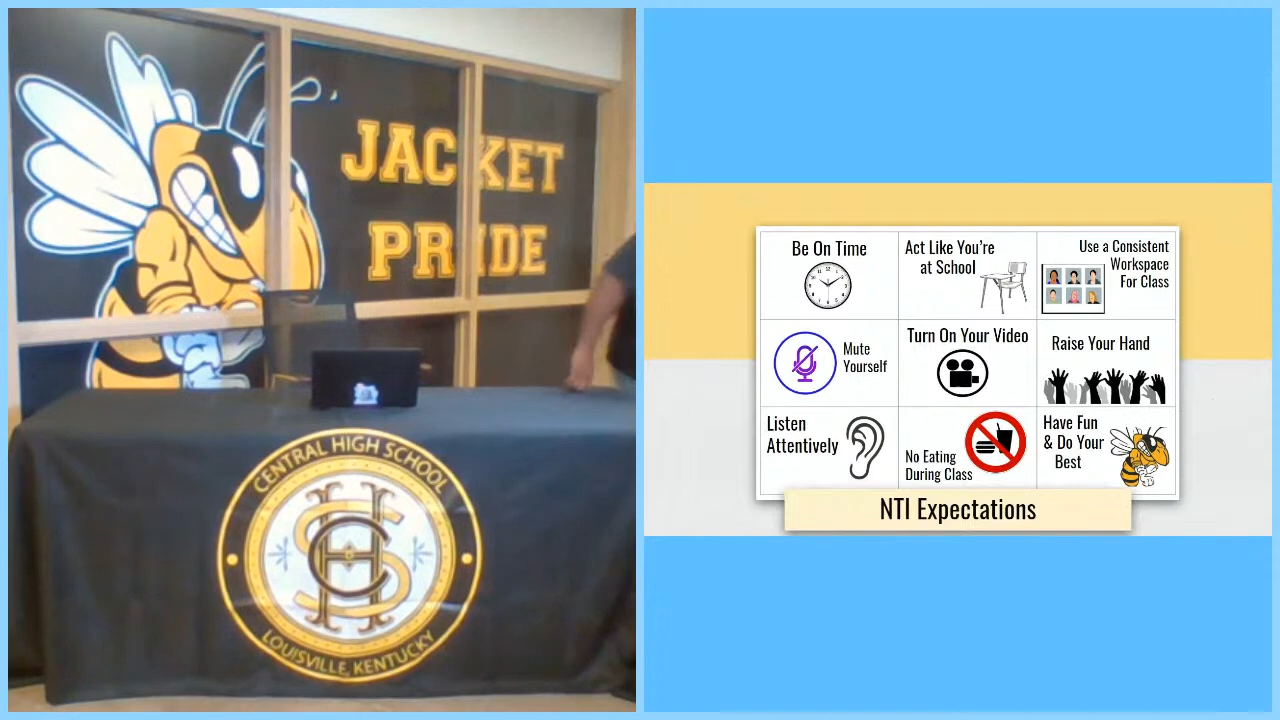 JACKET
PRIDE
CENTRAL HIGH SCHOOL
CHS
LOUISVILLE, KENTUCKY
Be On Time
Act Like You're
at School
Use a Consistent
Workspace
For Class
Mute
Yourself
Turn On Your Video
Raise Your Hand
Listen
Attentively
No Eating
During Class
Have Fun
& Do Your
Best
NTI Expectations